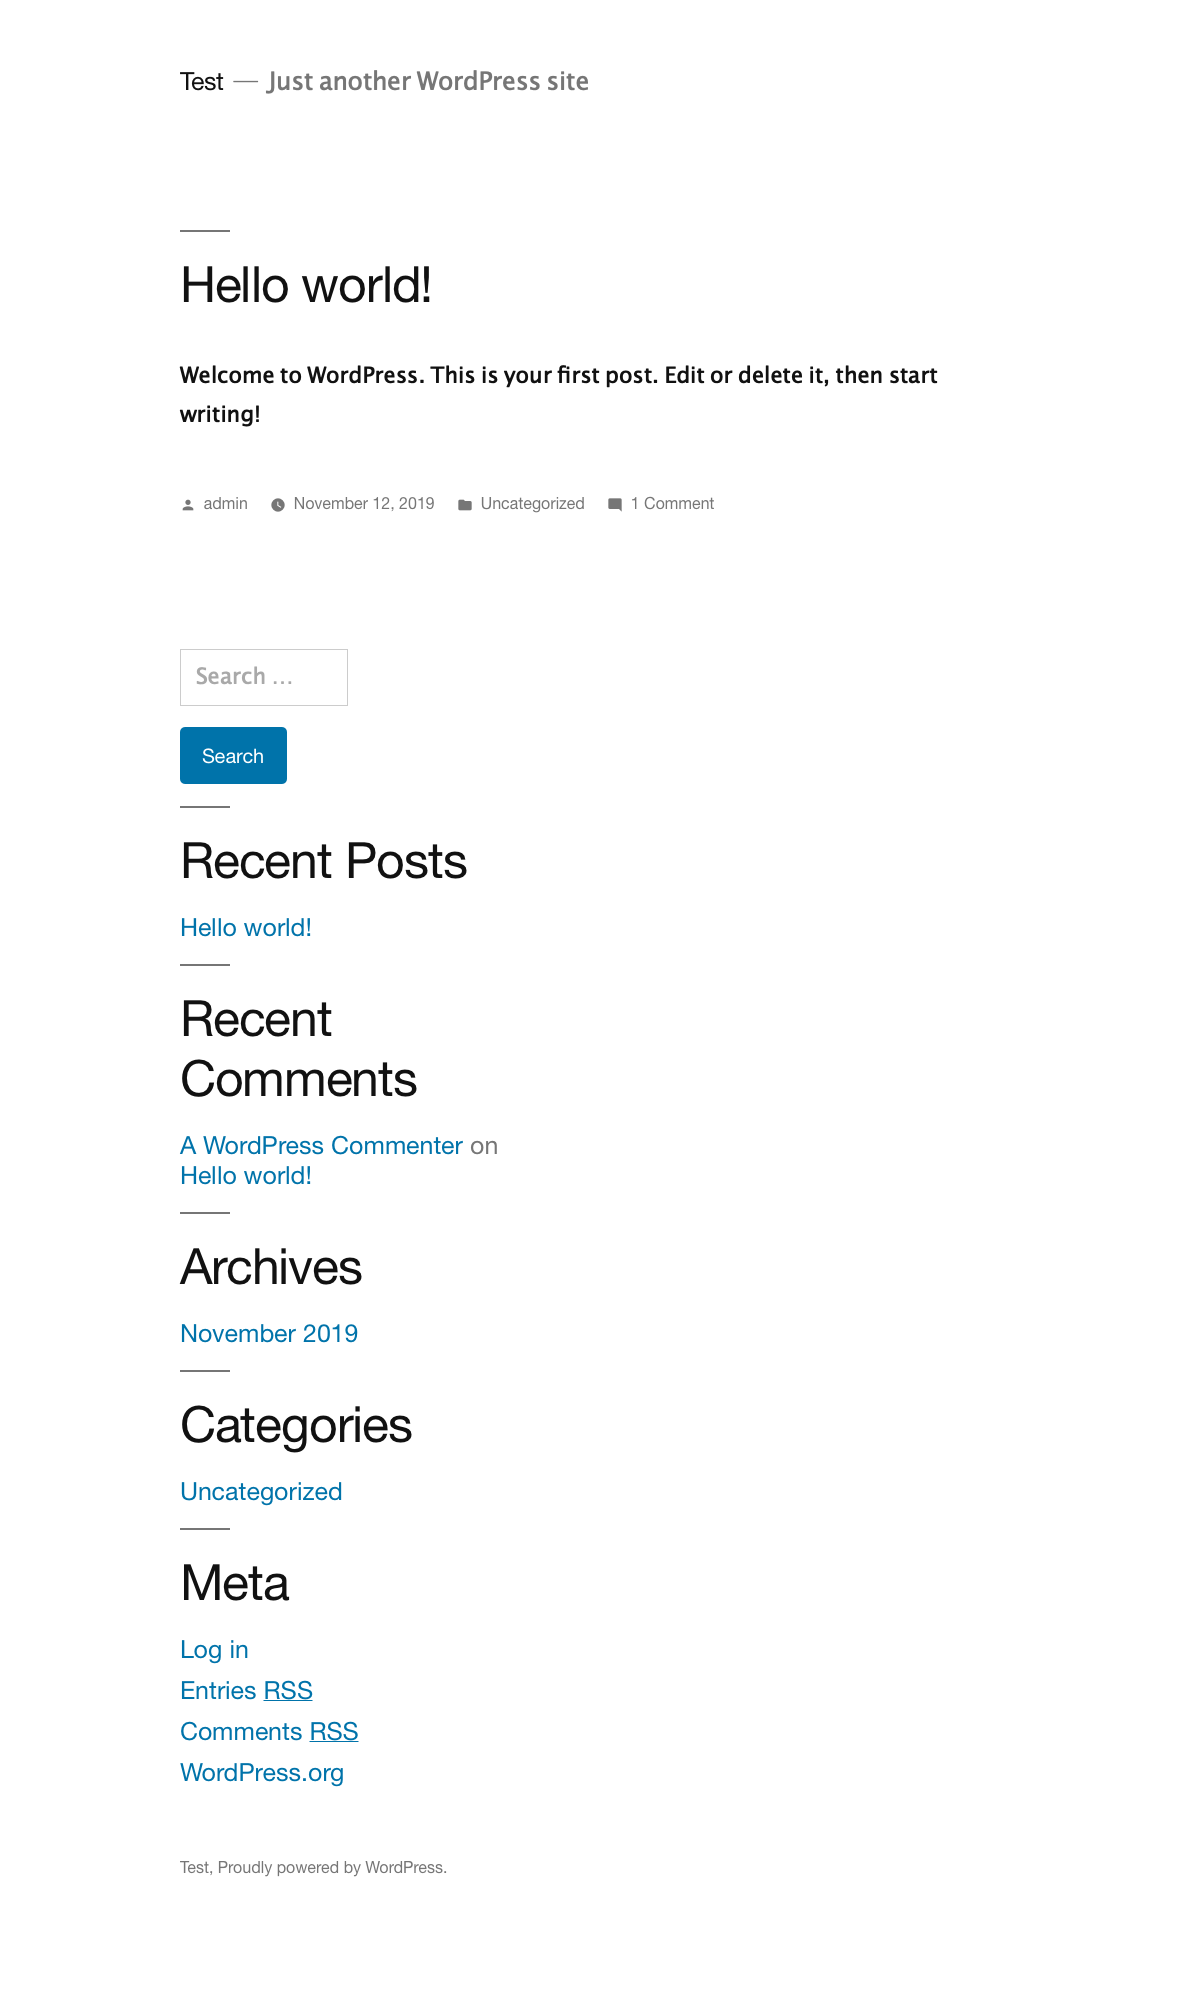 Test — Just another WordPress site
Hello world!
Welcome to WordPress. This is your first post. Edit or delete it, then start
writing!
admin November 12, 2019 Uncategorized 1 Comment
Search …
Search
Recent Posts
Hello world!
Recent
Comments
A WordPress Commenter on
Hello world!
Archives
November 2019
Categories
Uncategorized
Meta
Log in
Entries RSS
Comments RSS
WordPress.org
Test, Proudly powered by WordPress.